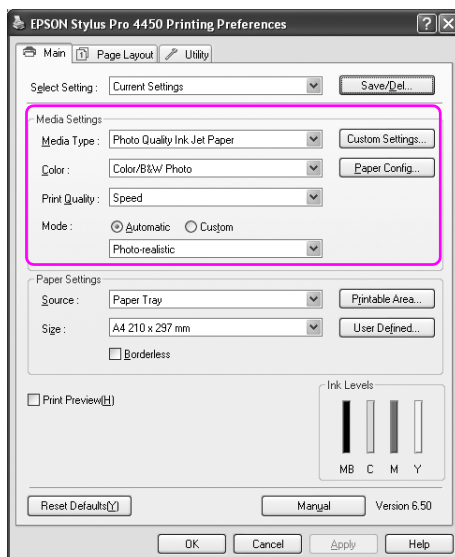 EPSON Stylus Pro 4450 Printing Preferences
Main Page Layout Utility
Select Setting : Current Settings Save/Del...
Media Settings
Media Type : Photo Quality Ink Jet Paper Custom Settings...
Color : Color/B&W Photo Paper Config...
Print Quality : Speed
Mode : Automatic Custom
Photo-realistic
Paper Settings
Source : Paper Tray Printable Area...
Size : A4 210 x 297 mm User Defined...
Borderless
Print Preview(H)
Ink Levels
MB C M Y
Reset Defaults(Y) Manual Version 6.50
OK Cancel Apply Help